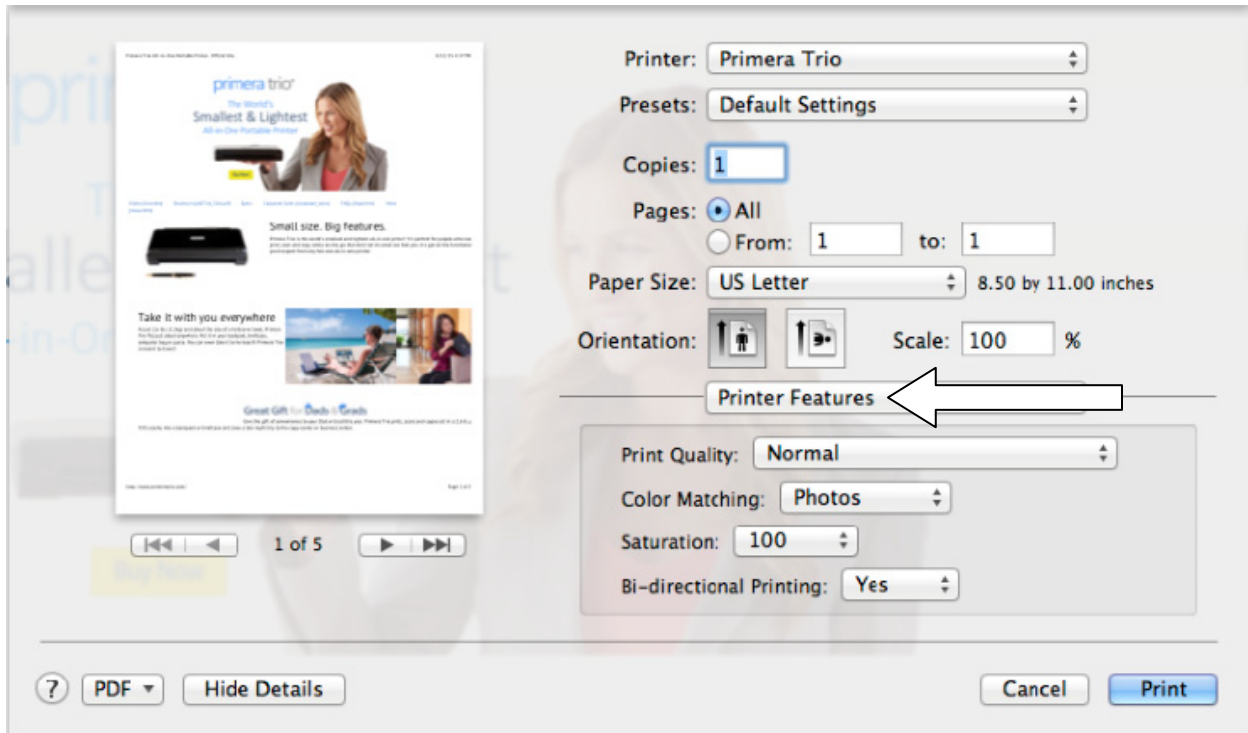 primera trio
The World's
Smallest & Lightest
All-in-One Portable Printer
Small size. Big features.
Take it with you everywhere
Great Gift for Dads & Grads
1 of 5
Printer: Primera Trio
Presets: Default Settings
Copies: 1
Pages: All
From: 1 to: 1
Paper Size: US Letter 8.50 by 11.00 inches
Orientation: Scale: 100 %
Printer Features
Print Quality: Normal
Color Matching: Photos
Saturation: 100
Bi-directional Printing: Yes
Buy Now
? PDF Hide Details Cancel Print